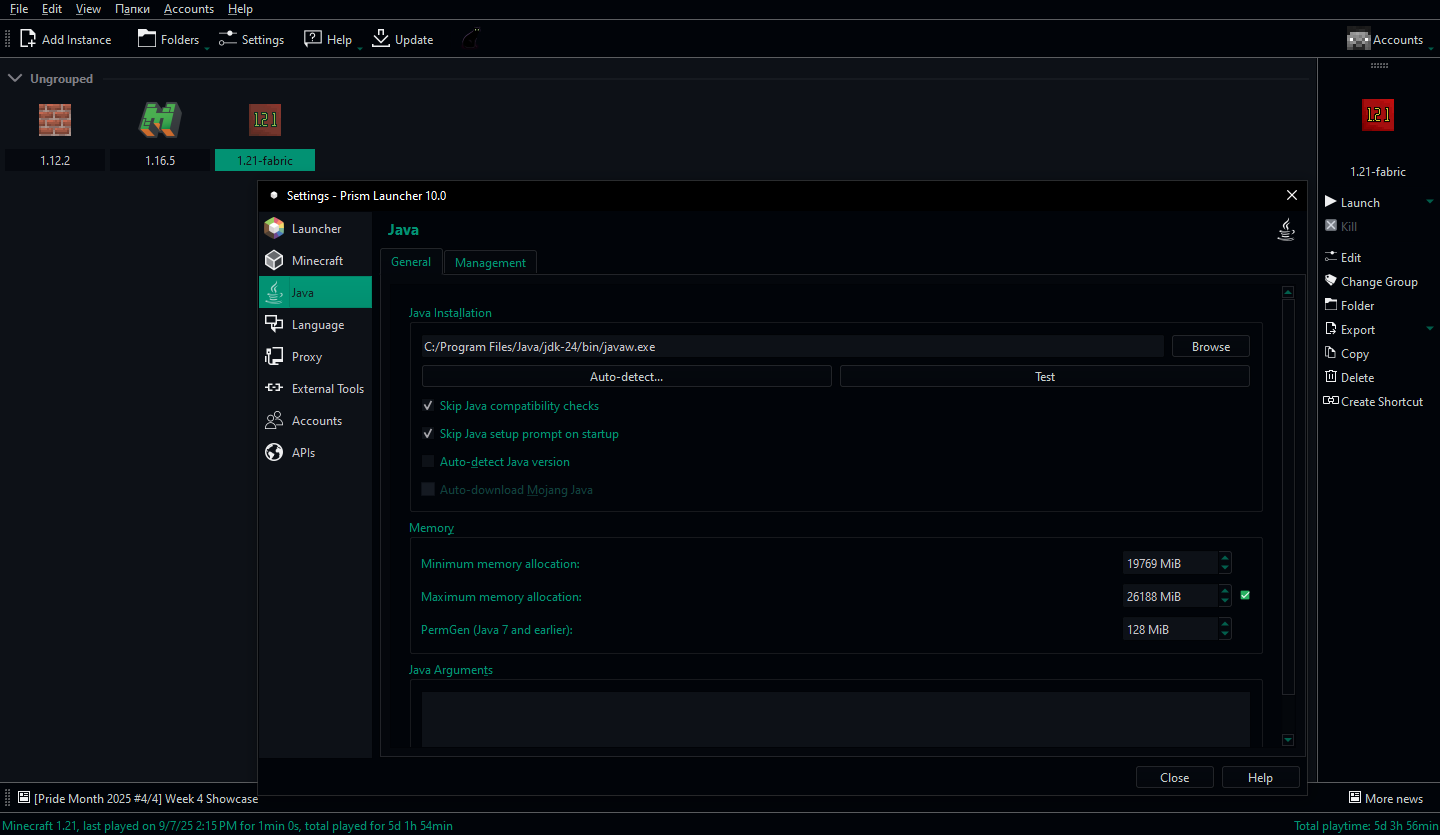 File Edit View Папки Accounts Help
Add Instance Folders Settings Help Update Accounts
Ungrouped
1.12.2 1.16.5 1.21-fabric
121
121
1.21-fabric
Launch
Kill
Edit
Change Group
Folder
Export
Copy
Delete
Create Shortcut
Settings - Prism Launcher 10.0
Launcher
Minecraft
Java
Language
Proxy
External Tools
Accounts
APIs
Java
General Management
Java Installation
C:/Program Files/Java/jdk-24/bin/javaw.exe Browse
Auto-detect... Test
Skip Java compatibility checks
Skip Java setup prompt on startup
Auto-detect Java version
Auto-download Mojang Java
Memory
Minimum memory allocation: 19769 MiB
Maximum memory allocation: 26188 MiB
PermGen (Java 7 and earlier): 128 MiB
Java Arguments
Close Help
[Pride Month 2025 #4/4] Week 4 Showcase More news
Minecraft 1.21, last played on 9/7/25 2:15 PM for 1min 0s, total played for 5d 1h 54min Total playtime: 5d 3h 56min